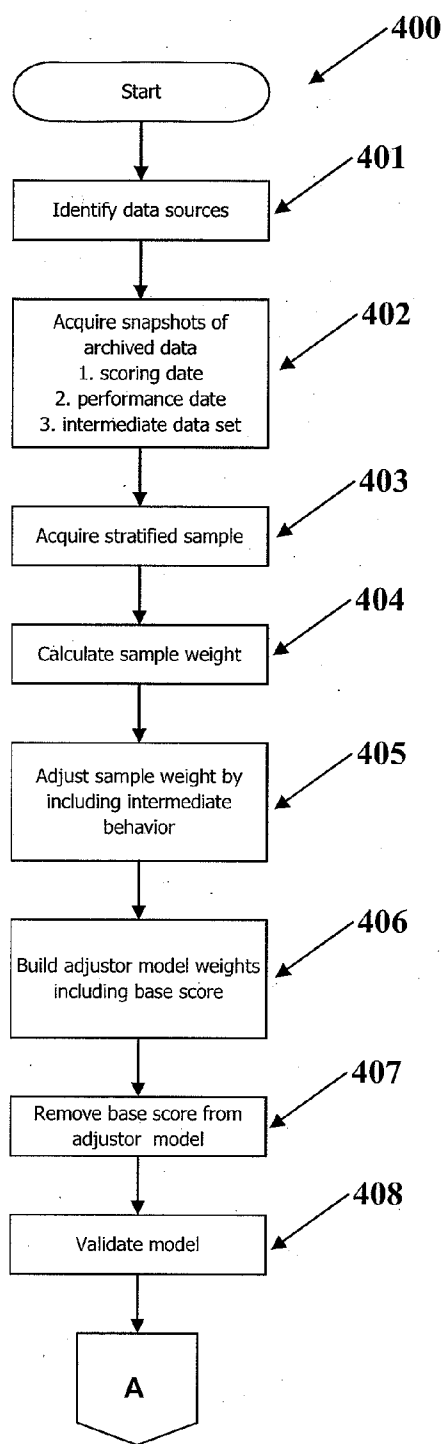 400
Start
401
Identify data sources
402
Acquire snapshots of
archived data
1. scoring date
2. performance date
3. intermediate data set
403
Acquire stratified sample
404
Calculate sample weight
405
Adjust sample weight by
including intermediate
behavior
406
Build adjustor model weights
including base score
407
Remove base score from
adjustor model
408
Validate model
A